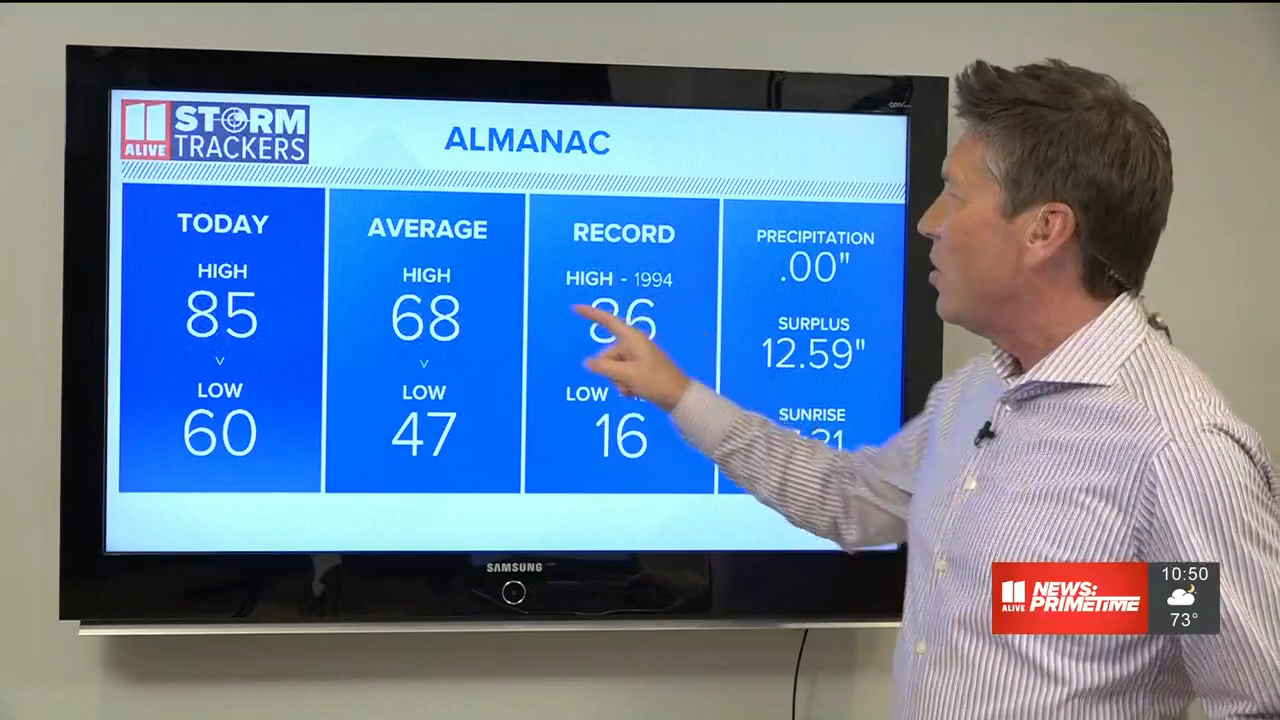 11 ALIVE
STORM
TRACKERS
ALMANAC
TODAY
HIGH
85
LOW
60
AVERAGE
HIGH
68
LOW
47
RECORD
HIGH - 1994
86
LOW
16
PRECIPITATION
.00"
SURPLUS
12.59"
SUNRISE
SAMSUNG
11 ALIVE
NEWS:
PRIMETIME
10:50
73°